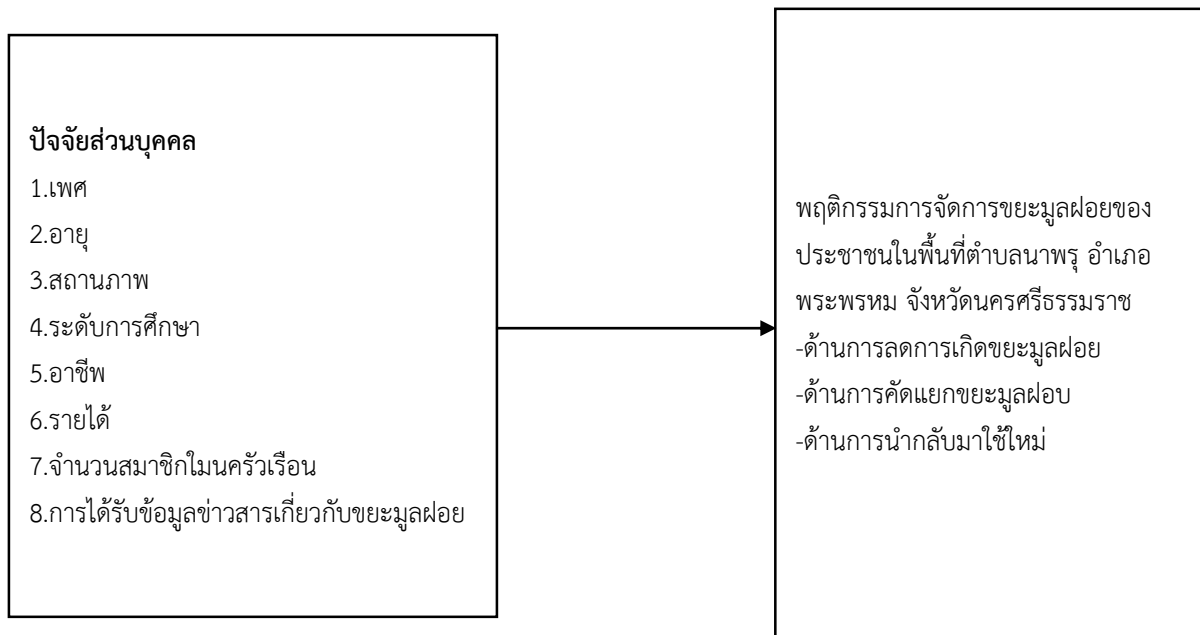 ปัจจัยส่วนบุคคล
1.เพศ
2.อายุ
3.สถานภาพ
4.ระดับการศึกษา
5.อาชีพ
6.รายได้
7.จำนวนสมาชิกใมนครัวเรือน
8.การได้รับข้อมูลข่าวสารเกี่ยวกับขยะมูลฝอย
พฤติกรรมการจัดการขยะมูลฝอยของ
ประชาชนในพื้นที่ตำบลนาพรุ อำเภอ
พระพรหม จังหวัดนครศรีธรรมราช
-ด้านการลดการเกิดขยะมูลฝอย
-ด้านการคัดแยกขยะมูลฝอบ
-ด้านการนำกลับมาใช้ใหม่